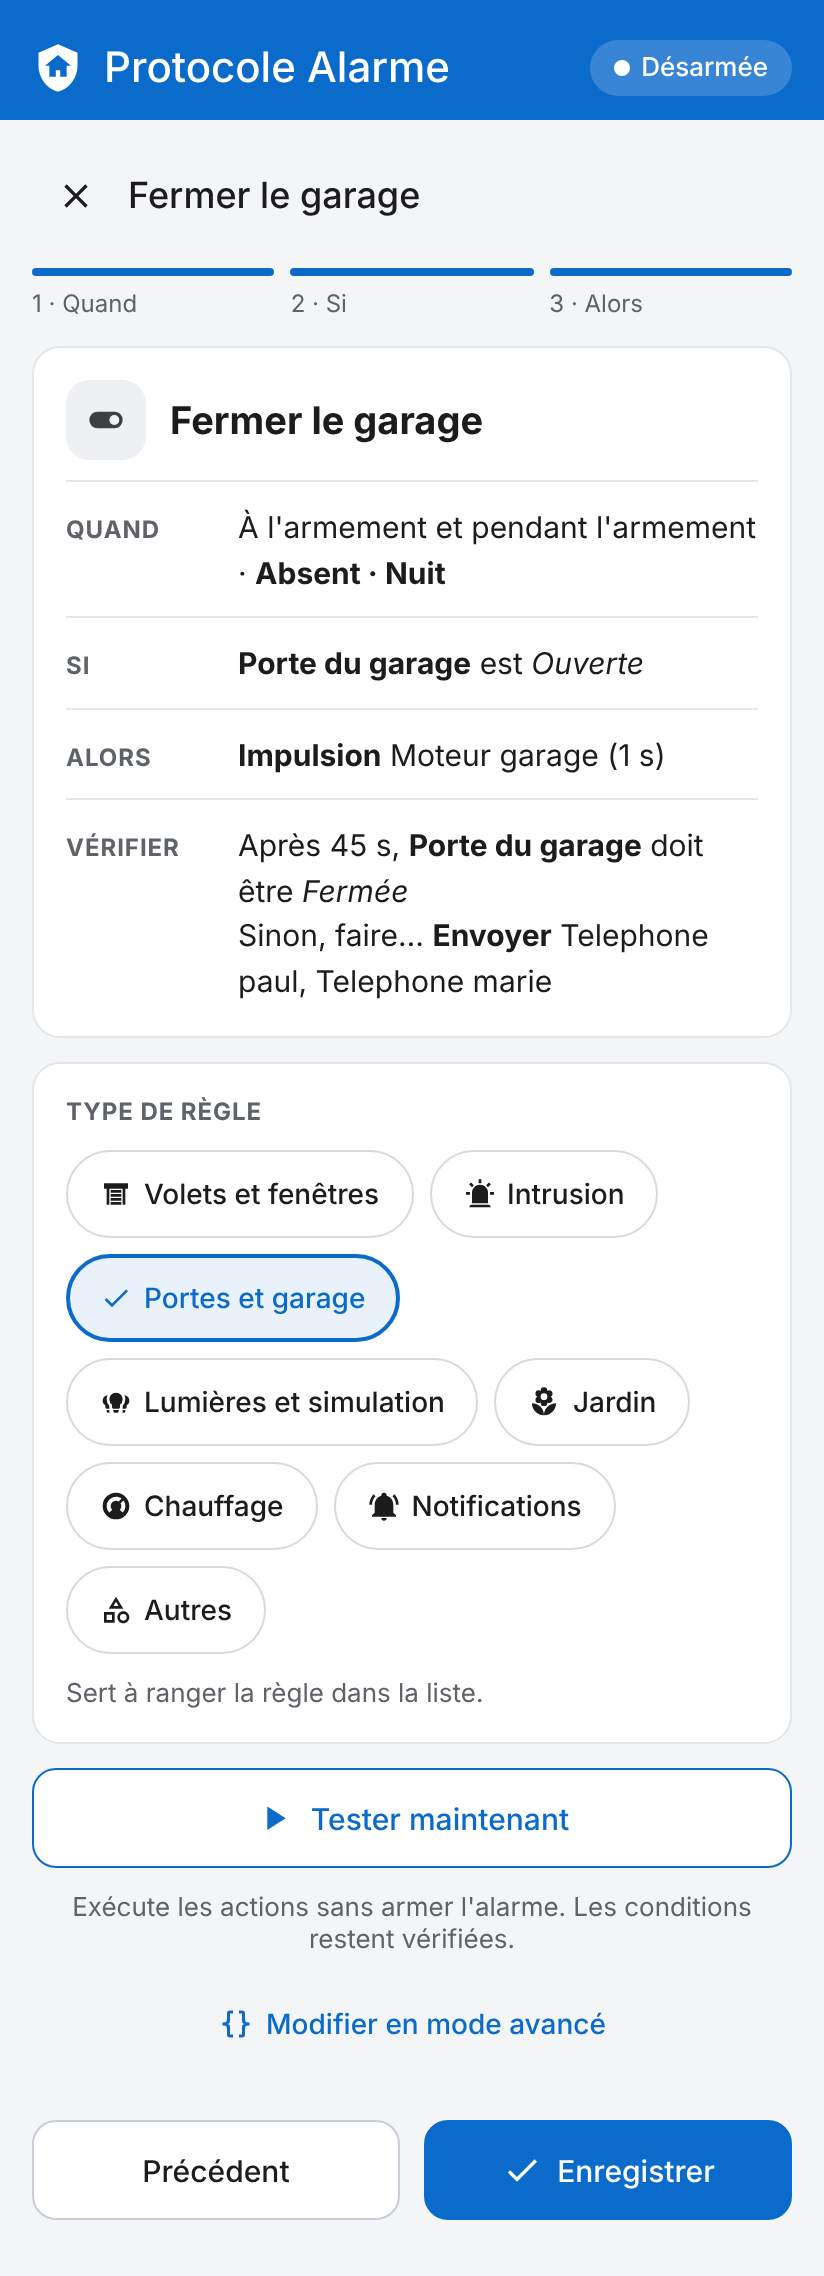 Protocole Alarme
Désarmée
Fermer le garage
1 · Quand
2 · Si
3 · Alors
Fermer le garage
QUAND
À l'armement et pendant l'armement
· Absent · Nuit
SI
Porte du garage est Ouverte
ALORS
Impulsion Moteur garage (1 s)
VÉRIFIER
Après 45 s, Porte du garage doit
être Fermée
Sinon, faire... Envoyer Telephone
paul, Telephone marie
TYPE DE RÈGLE
Volets et fenêtres
Intrusion
Portes et garage
Lumières et simulation
Jardin
Chauffage
Notifications
Autres
Sert à ranger la règle dans la liste.
Tester maintenant
Exécute les actions sans armer l'alarme. Les conditions
restent vérifiées.
{} Modifier en mode avancé
Précédent
Enregistrer